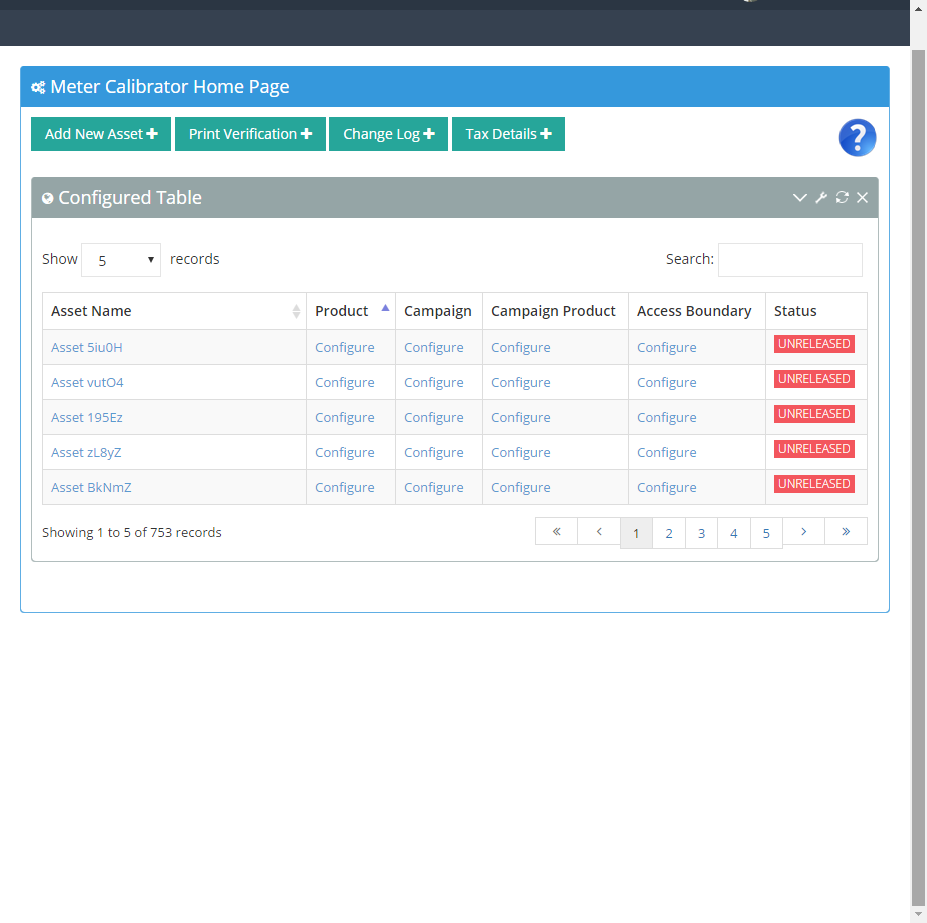 Meter Calibrator Home Page
Add New Asset Print Verification Change Log Tax Details
?
Configured Table
Show 5 records Search:
Asset Name Product Campaign Campaign Product Access Boundary Status
Asset 5iu0H Configure Configure Configure Configure UNRELEASED
Asset vutO4 Configure Configure Configure Configure UNRELEASED
Asset 195Ez Configure Configure Configure Configure UNRELEASED
Asset zL8yZ Configure Configure Configure Configure UNRELEASED
Asset BkNmZ Configure Configure Configure Configure UNRELEASED
Showing 1 to 5 of 753 records « ‹ 1 2 3 4 5 › »